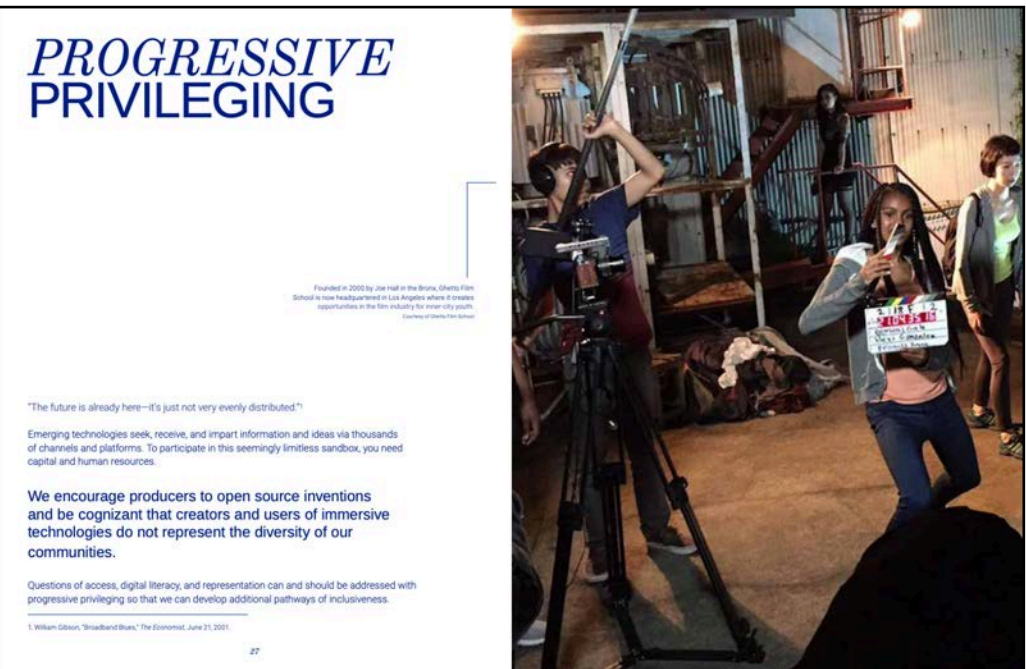 PROGRESSIVE
PRIVILEGING
Founded in 2000 by Joe Hall in the Bronx, Ghetto Film
School is now headquartered in Los Angeles where it creates
opportunities in the film industry for inner-city youth.
Courtesy of Ghetto Film School
"The future is already here—it's just not very evenly distributed."1
Emerging technologies seek, receive, and impart information and ideas via thousands
of channels and platforms. To participate in this seemingly limitless sandbox, you need
capital and human resources.
We encourage producers to open source inventions
and be cognizant that creators and users of immersive
technologies do not represent the diversity of our
communities.
Questions of access, digital literacy, and representation can and should be addressed with
progressive privileging so that we can develop additional pathways of inclusiveness.
1. William Gibson, "Broadband Blues," The Economist, June 21, 2001.
27